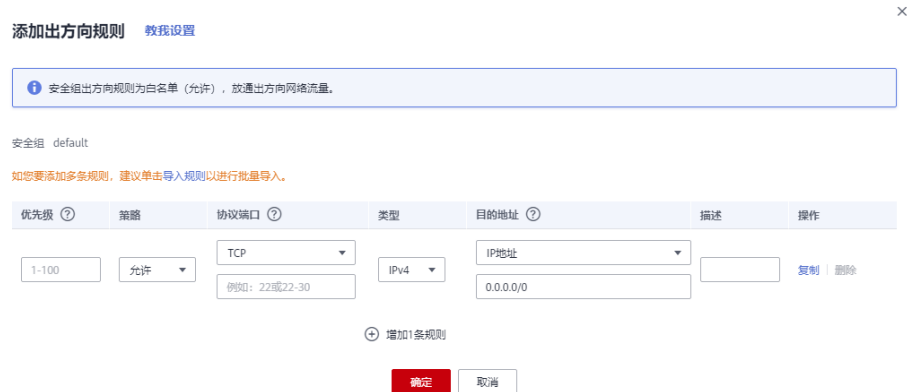 添加出方向规则 教我设置
安全组出方向规则为白名单（允许），放通出方向网络流量。
安全组 default
如您要添加多条规则，建议单击导入规则以进行批量导入。
优先级 策略 协议端口 类型 目的地址 描述 操作
1-100 允许 TCP IPv4 IP地址 复制 删除
例如：22或22-30 0.0.0.0/0
增加1条规则
确定 取消